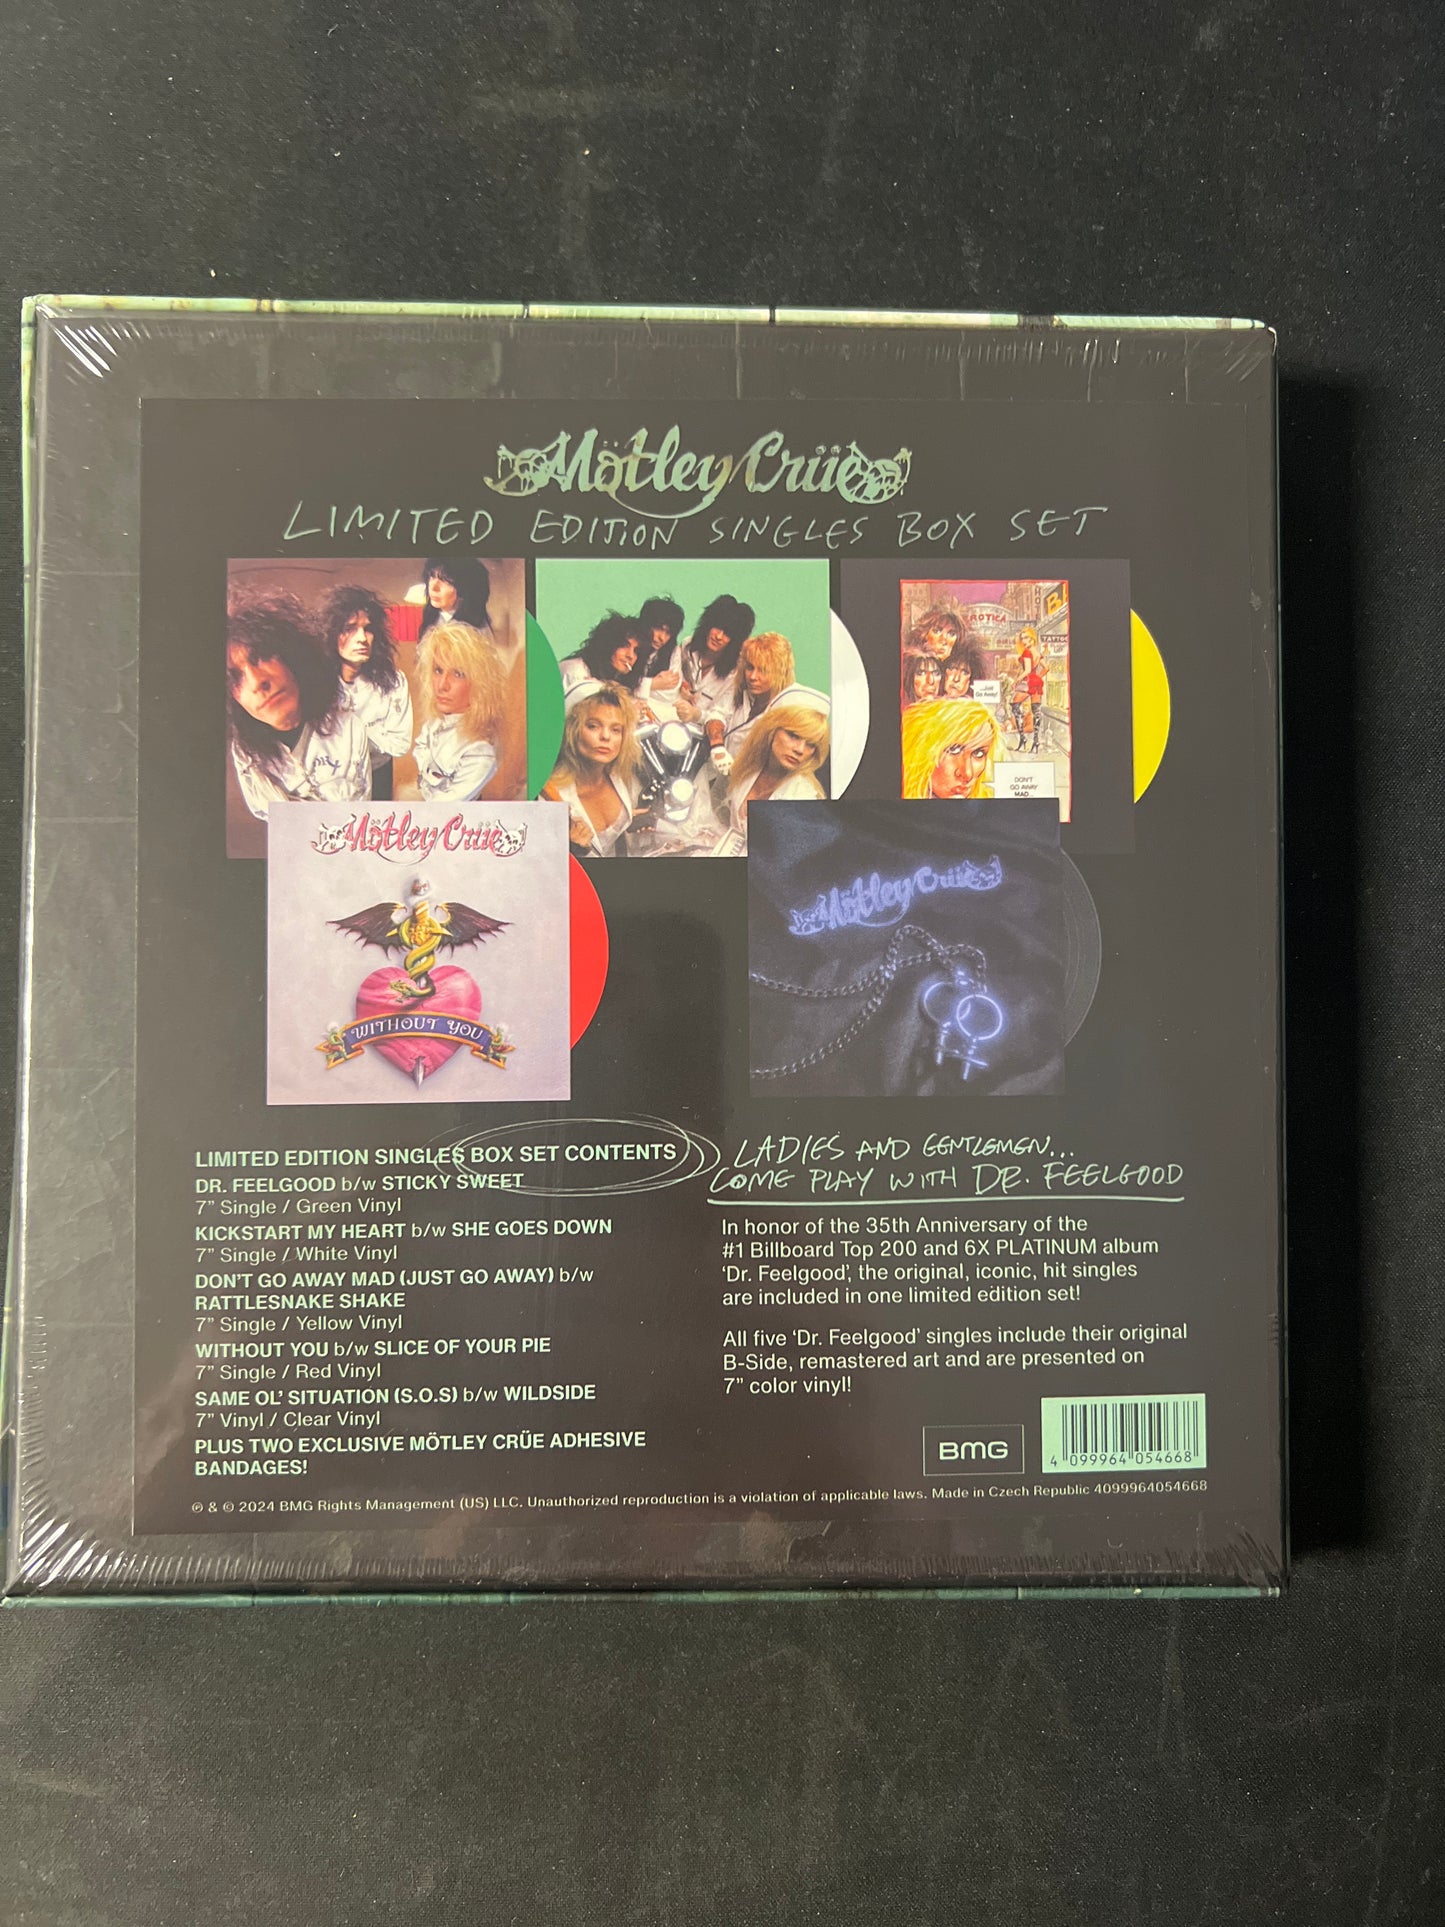 Mötley Crüe
LIMITED EDITION SINGLES BOX SET
EROTICA
B
TATTOO
GIRLS
...Just
Go Away!
DON'T
GO AWAY
MAD...
Mötley Crüe
WITHOUT YOU
Mötley Crüe
LIMITED EDITION SINGLES BOX SET CONTENTS
DR. FEELGOOD b/w STICKY SWEET
7" Single / Green Vinyl
KICKSTART MY HEART b/w SHE GOES DOWN
7" Single / White Vinyl
DON'T GO AWAY MAD (JUST GO AWAY) b/w
RATTLESNAKE SHAKE
7" Single / Yellow Vinyl
WITHOUT YOU b/w SLICE OF YOUR PIE
7" Single / Red Vinyl
SAME OL' SITUATION (S.O.S) b/w WILDSIDE
7" Vinyl / Clear Vinyl
PLUS TWO EXCLUSIVE MÖTLEY CRÜE ADHESIVE
BANDAGES!
LADIES AND GENTLEMEN...
COME PLAY WITH DR. FEELGOOD
In honor of the 35th Anniversary of the
#1 Billboard Top 200 and 6X PLATINUM album
'Dr. Feelgood', the original, iconic, hit singles
are included in one limited edition set!
All five 'Dr. Feelgood' singles include their original
B-Side, remastered art and are presented on
7" color vinyl!
BMG
4 099964 054668
℗ & © 2024 BMG Rights Management (US) LLC. Unauthorized reproduction is a violation of applicable laws. Made in Czech Republic 4099964054668